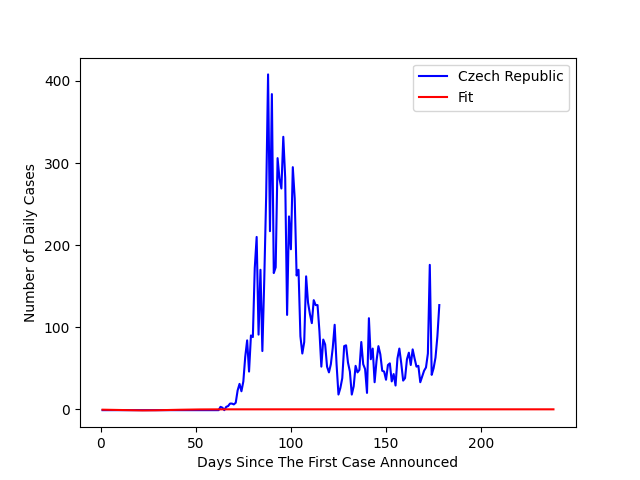 Czech Republic
Fit
400
300
200
100
0
Number of Daily Cases
0
50
100
150
200
Days Since The First Case Announced